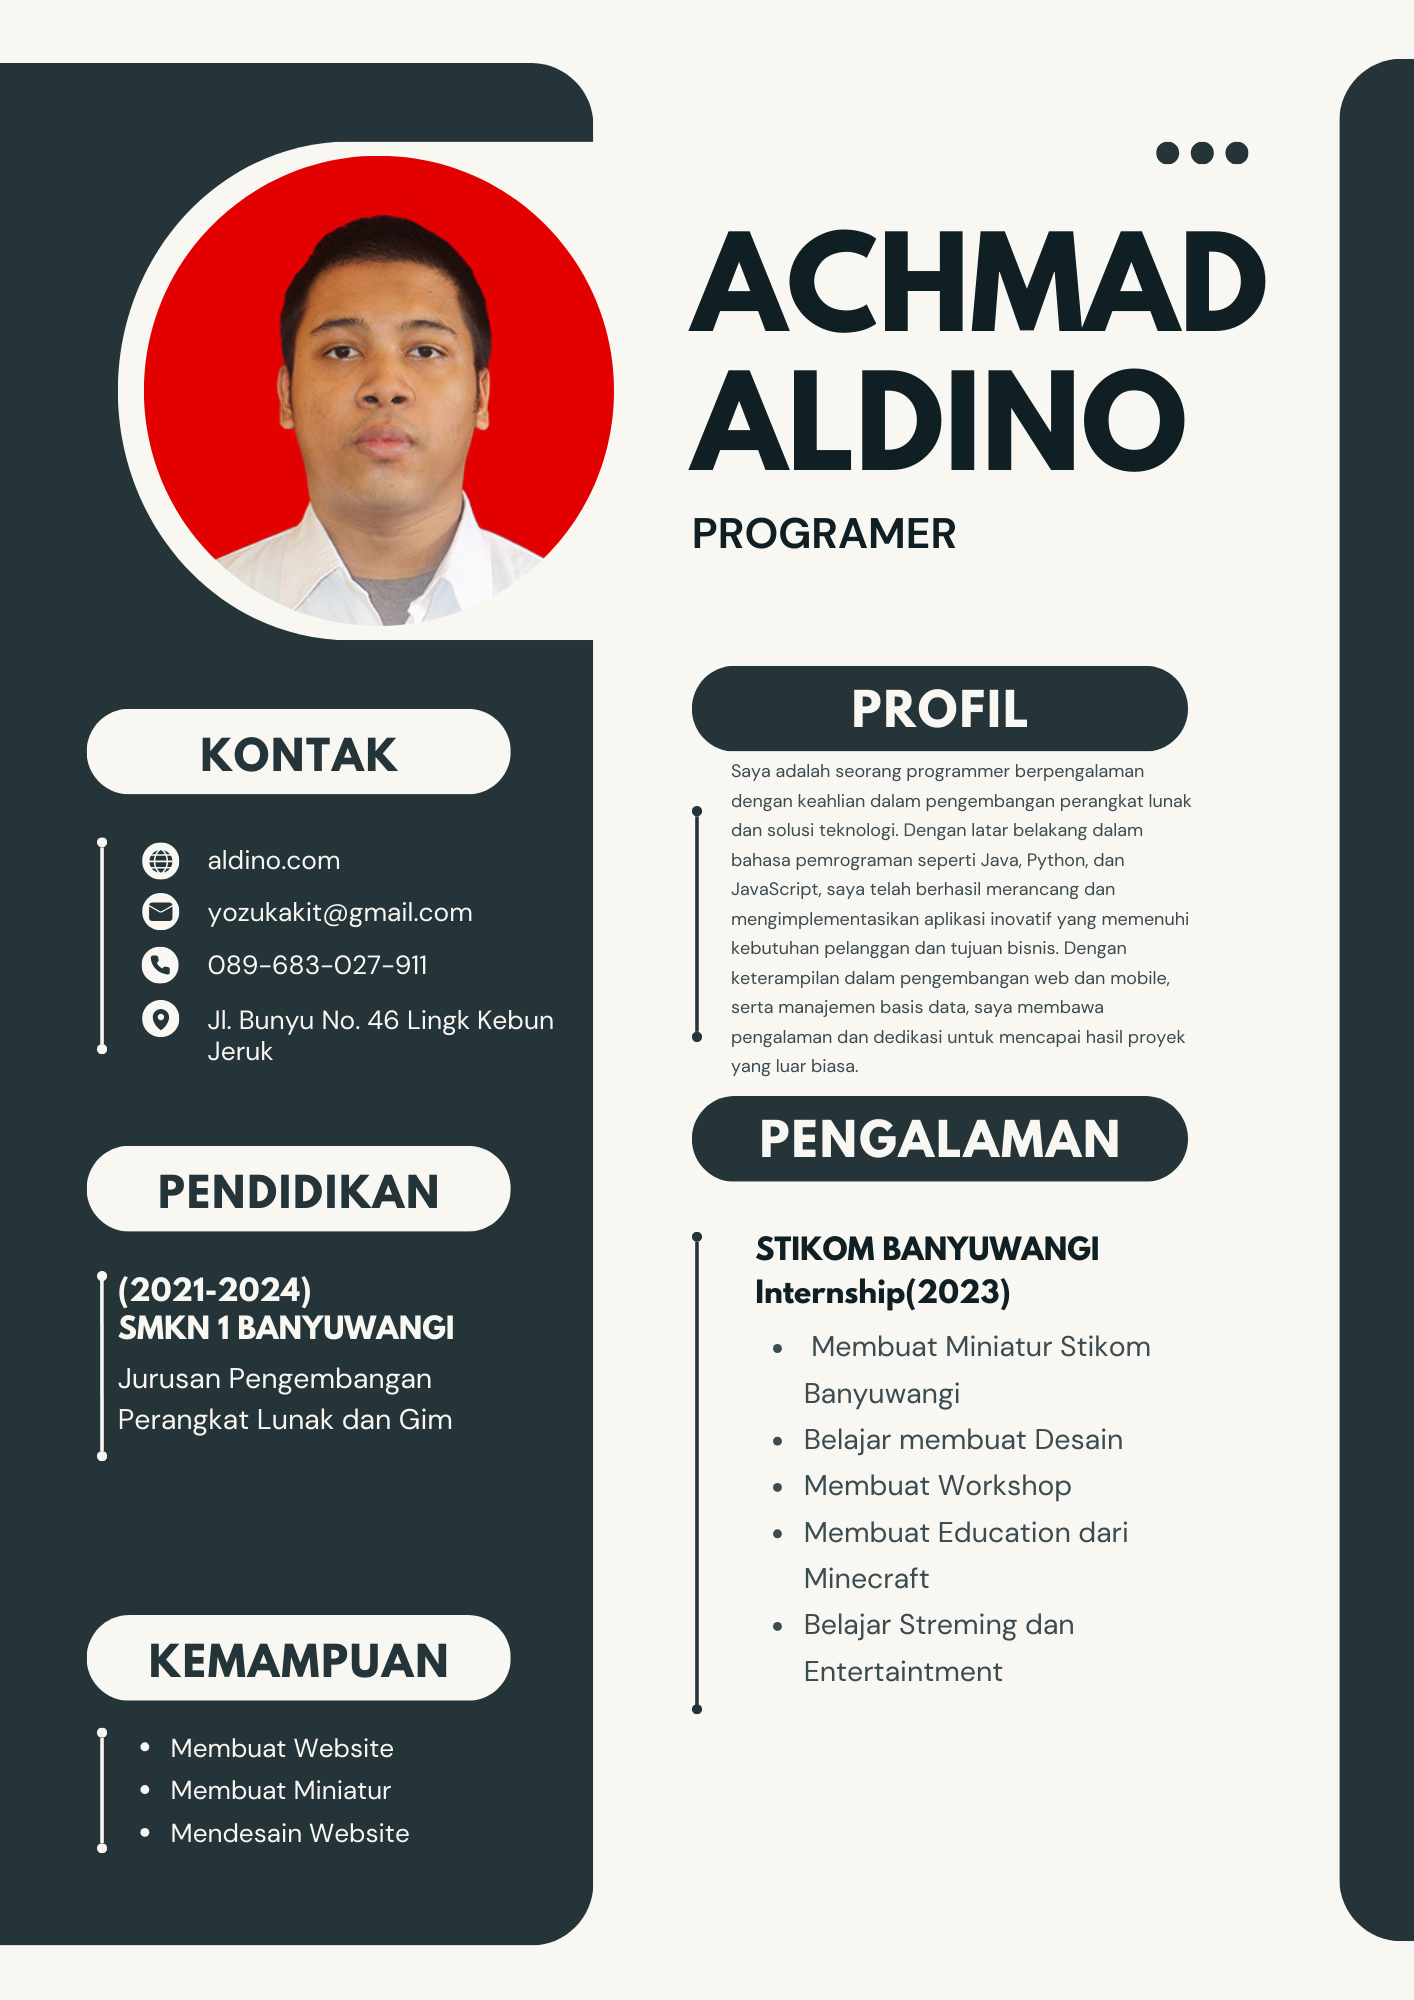 ACHMAD
ALDINO
PROGRAMER
KONTAK
aldino.com
yozukakit@gmail.com
089-683-027-911
Jl. Bunyu No. 46 Lingk Kebun
Jeruk
PENDIDIKAN
(2021-2024)
SMKN 1 BANYUWANGI
Jurusan Pengembangan
Perangkat Lunak dan Gim
KEMAMPUAN
• Membuat Website
• Membuat Miniatur
• Mendesain Website
PROFIL
Saya adalah seorang programmer berpengalaman
dengan keahlian dalam pengembangan perangkat lunak
dan solusi teknologi. Dengan latar belakang dalam
bahasa pemrograman seperti Java, Python, dan
JavaScript, saya telah berhasil merancang dan
mengimplementasikan aplikasi inovatif yang memenuhi
kebutuhan pelanggan dan tujuan bisnis. Dengan
keterampilan dalam pengembangan web dan mobile,
serta manajemen basis data, saya membawa
pengalaman dan dedikasi untuk mencapai hasil proyek
yang luar biasa.
PENGALAMAN
STIKOM BANYUWANGI
Internship(2023)
• Membuat Miniatur Stikom
Banyuwangi
• Belajar membuat Desain
• Membuat Workshop
• Membuat Education dari
Minecraft
• Belajar Streming dan
Entertaintment